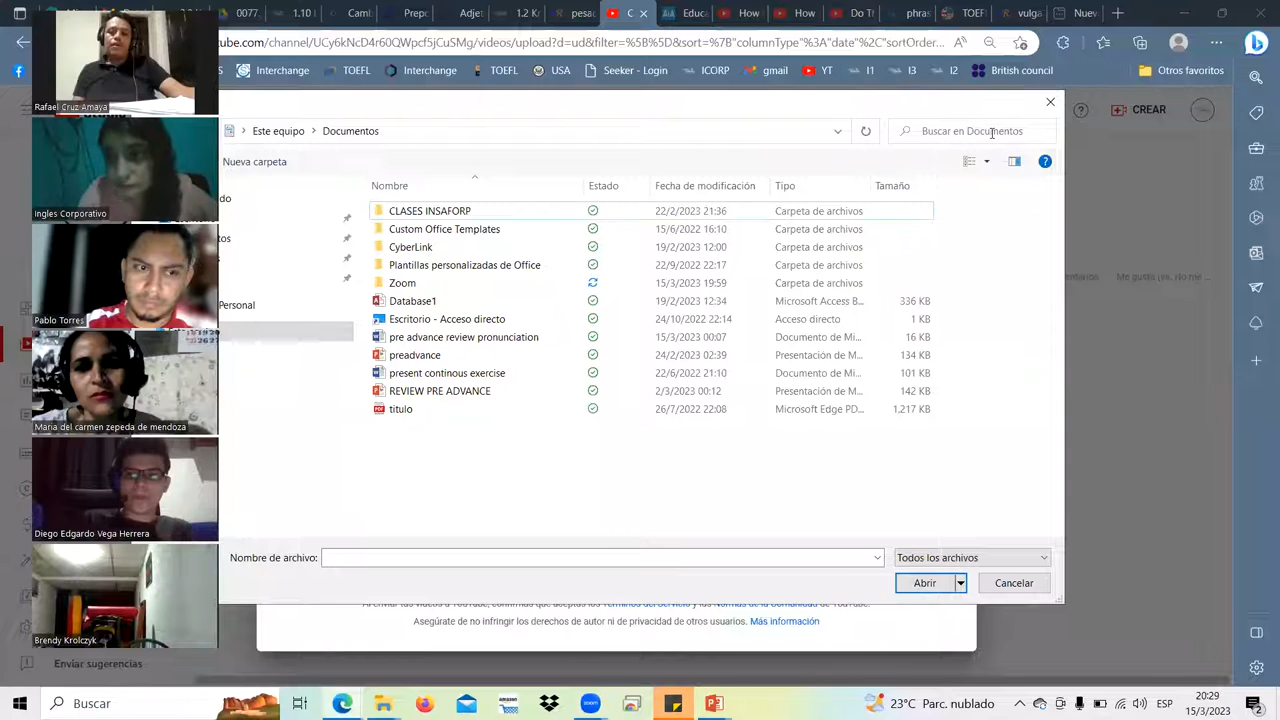 0077
Cami
Prep‹
Adjet
12 K
pesa
How
How
Do T
vulga
Nuev
ube.com/channel/UCy6kNcD4r60QWpcf5jCuSMg/videos/upload?d=ud&filter=%5B%5D&sort=%7B"columnType"%3A"date"%2C"sortOrder...
Interchange
TOEFL
Interchange
USA
TOEFL
Seeker - Login
ICORP
gmail
YT
I1
I3
I2
British council
Otros favoritos
Rafael Cruz Amaya
Este equipo
Documentos
Buscar en Documentos
CREAR
Nueva carpeta
Nombre
Estado
Fecha de modificación
Tipo
Tamaño
CLASES INSAFORP
22/2/2023 21:36
Carpeta de archivos
Ingles Corporativo
Custom Office Templates
15/6/2022 16:10
Carpeta de archivos
CyberLink
19/2/2023 12:00
Carpeta de archivos
Plantillas personalizadas de Office
22/9/2022 22:17
Carpeta de archivos
Zoom
15/3/2023 19:59
Carpeta de archivos
Database1
19/2/2023 12:34
Microsoft Access B...
336 KB
Personal
Escritorio - Acceso directo
24/10/2022 22:14
Acceso directo
1 KB
Pablo Torres
pre advance review pronunciation
15/3/2023 00:07
Documento de Mi...
16 KB
preadvance
24/2/2023 02:39
Presentación de M...
134 KB
present continous exercise
22/6/2022 21:10
Documento de Mi...
101 KB
REVIEW PRE ADVANCE
2/3/2023 00:12
Presentación de M...
142 KB
titulo
26/7/2022 22:08
Microsoft Edge PD...
1,217 KB
Maria del carmen zepeda de mendoza
Diego Edgardo Vega Herrera
Nombre de archivo:
Todos los archivos
Abrir
Cancelar
Asegúrate de no infringir los derechos de autor ni de privacidad de otros usuarios. Más información
Brendy Krolczyk
Enviar sugerencias
Buscar
amazon
zoom
23°C Parc. nublado
ESP
20:29
15/3/2023
2